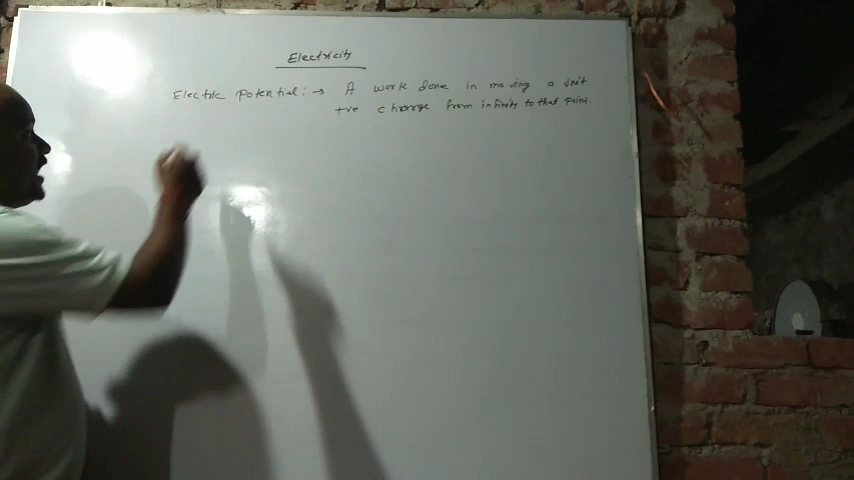 Electricity
Electric Potential :→ A work done in moving a unit
+ve charge from infinity to that point.